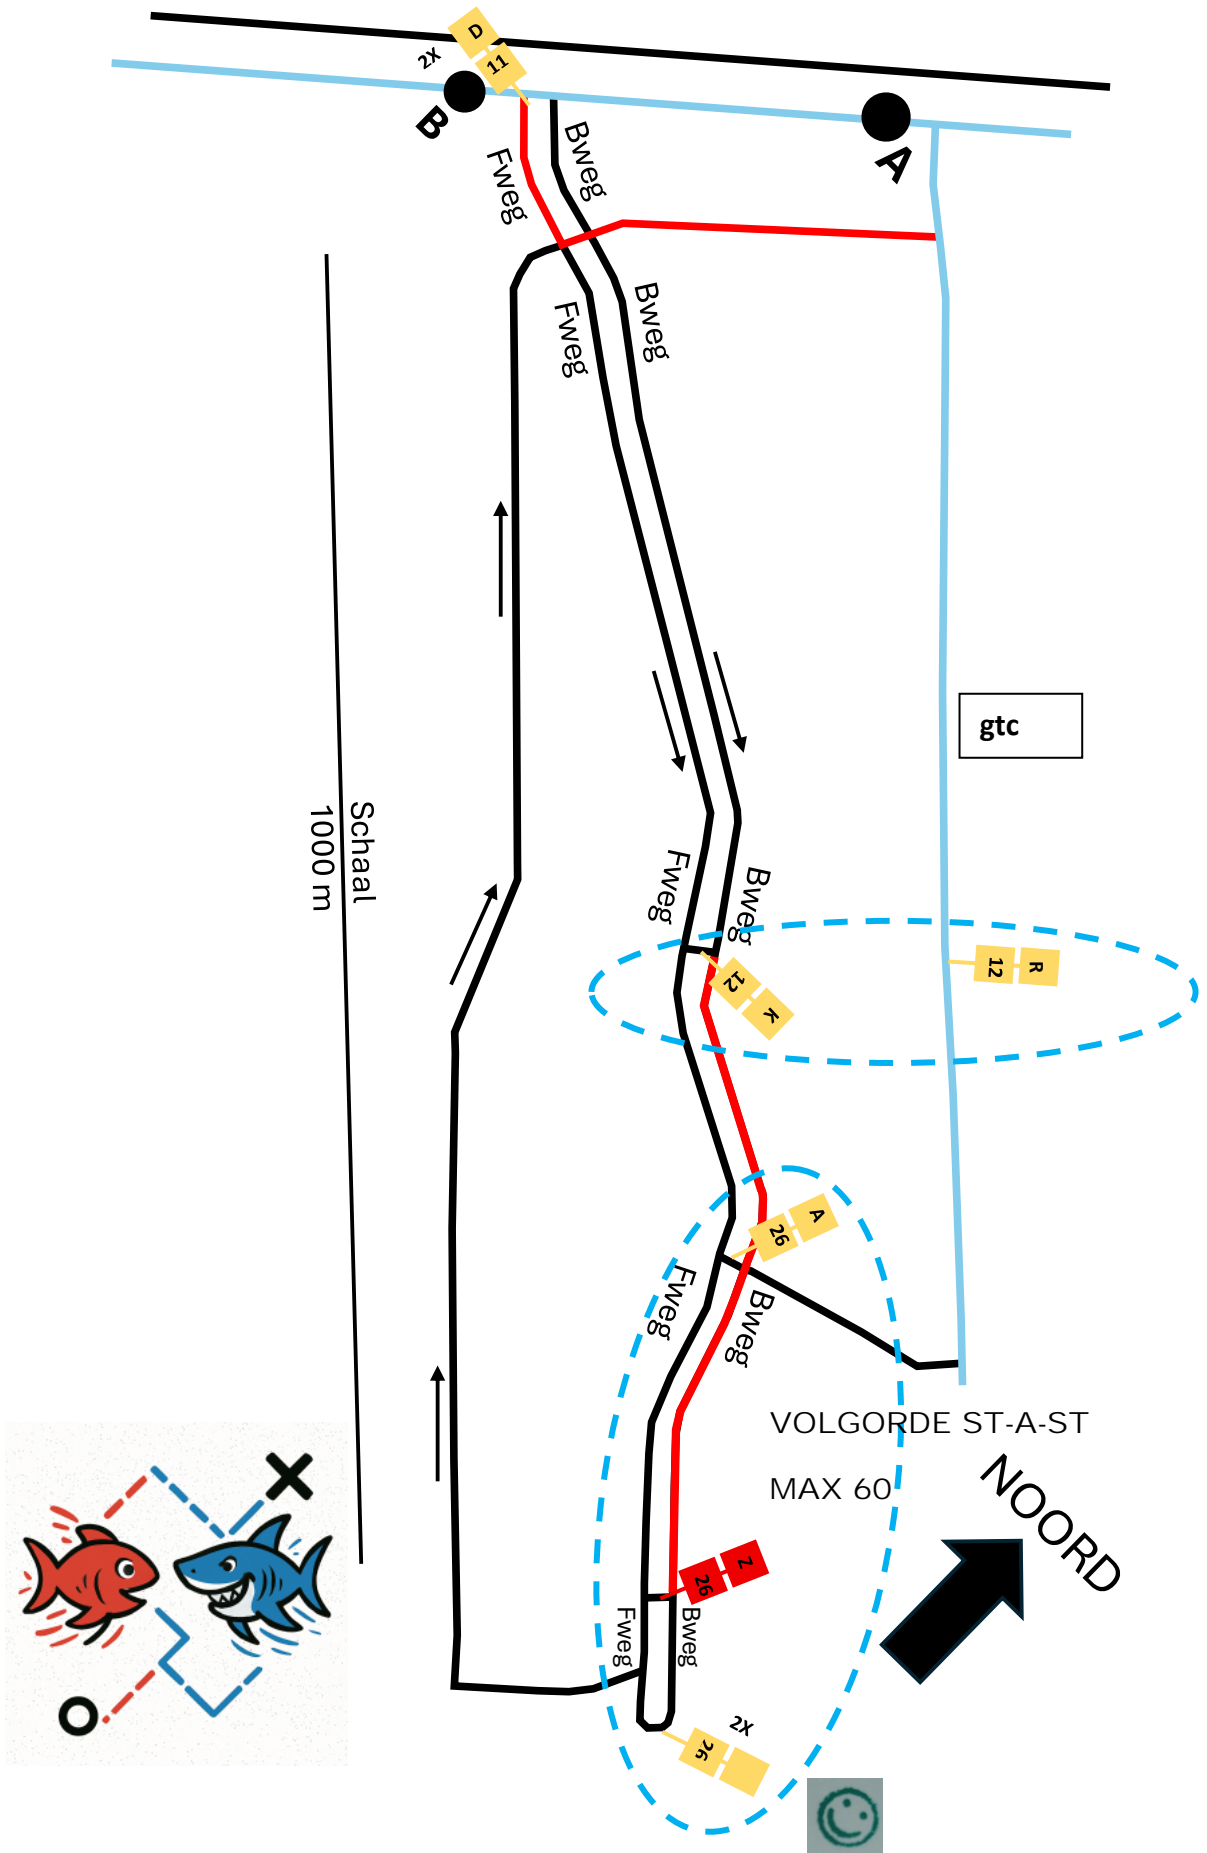 D
11
2X
B
A
Fweg
Bweg
Fweg
Bweg
gtc
Schaal
1000 m
Fweg
Bweg
12
K
12
R
26
A
Fweg
Bweg
VOLGORDE ST-A-ST
MAX 60
NOORD
26
Z
Fweg
Bweg
2X
26